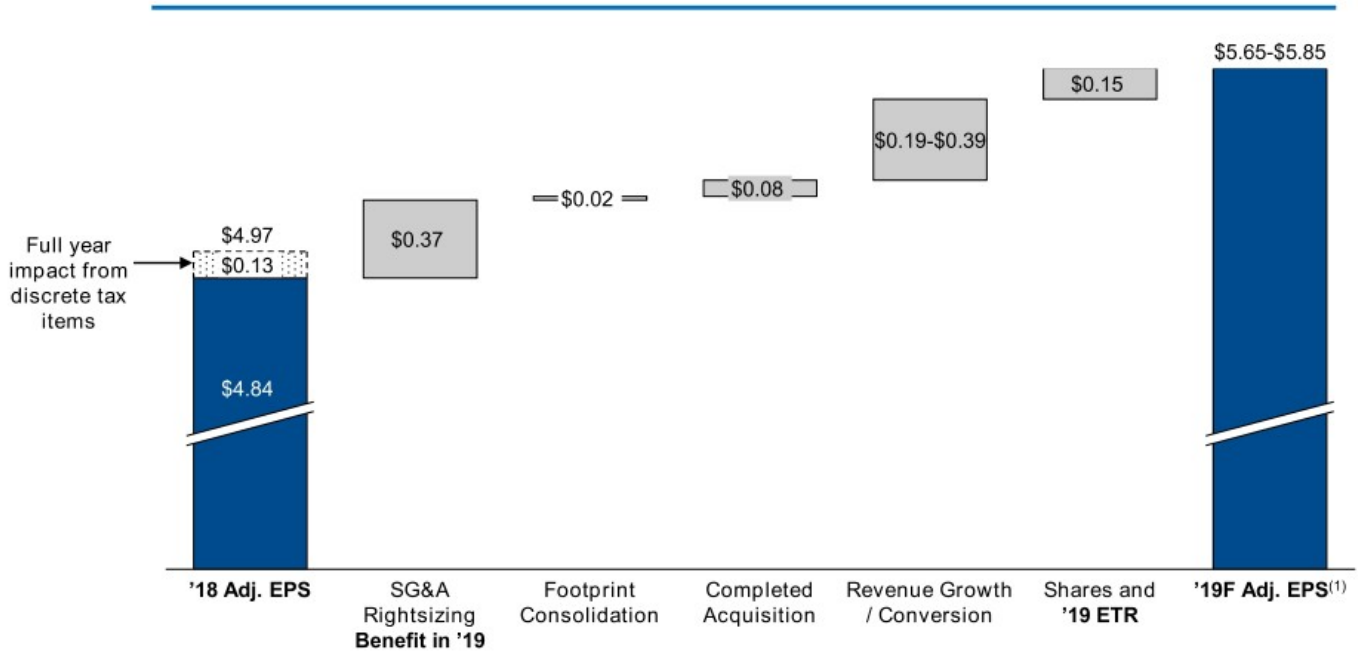 $5.65-$5.85
$0.15
$0.19-$0.39
$0.08
$0.02
$0.37
$4.97
$0.13
Full year
impact from
discrete tax
items
$4.84
’18 Adj. EPS
SG&A
Rightsizing
Benefit in ’19
Footprint
Consolidation
Completed
Acquisition
Revenue Growth
/ Conversion
Shares and
’19 ETR
’19F Adj. EPS(1)